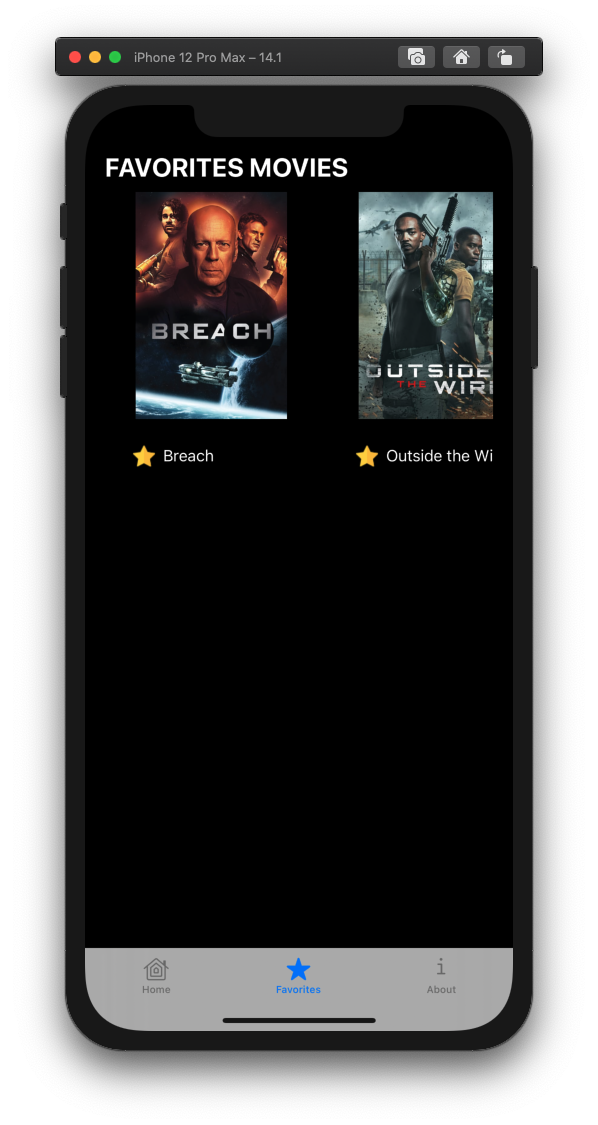 iPhone 12 Pro Max – 14.1
FAVORITES MOVIES
BREACH
OUTSIDE
THE WIRE
Breach
Outside the Wi
Home
Favorites
About